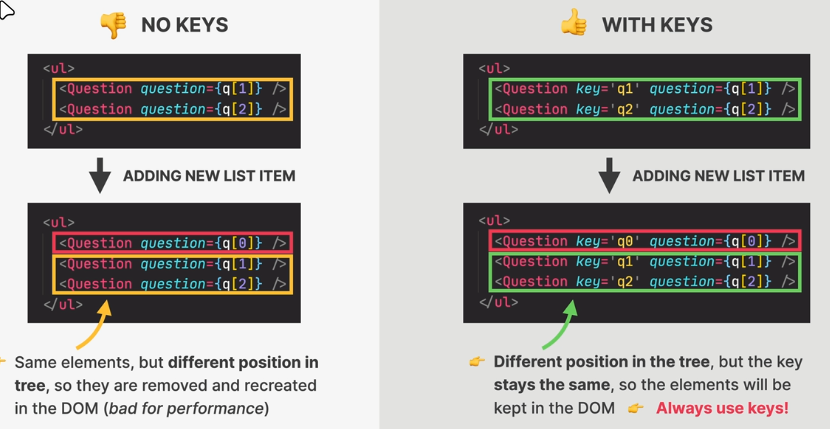 NO KEYS
<ul>
<Question question={q[1]} />
<Question question={q[2]} />
</ul>
ADDING NEW LIST ITEM
<ul>
<Question question={q[0]} />
<Question question={q[1]} />
<Question question={q[2]} />
</ul>
Same elements, but different position in
tree, so they are removed and recreated
in the DOM (bad for performance)
WITH KEYS
<ul>
<Question key='q1' question={q[1]} />
<Question key='q2' question={q[2]} />
</ul>
ADDING NEW LIST ITEM
<ul>
<Question key='q0' question={q[0]} />
<Question key='q1' question={q[1]} />
<Question key='q2' question={q[2]} />
</ul>
Different position in the tree, but the key
stays the same, so the elements will be
kept in the DOM Always use keys!